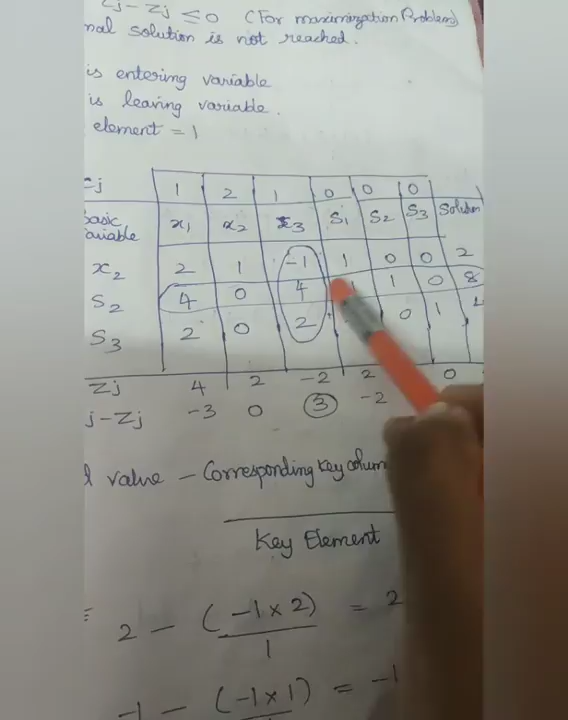 Cj - Zj ≤ 0 (For maximization Problem)
nal solution is not reached.
is entering variable
is leaving variable.
element = 1
Cj 1 2 1 0 0 0
Basic Variable x1 x2 x3 S1 S2 S3 Solution
x2 2 1 -1 1 0 0 2
S2 4 0 4 1 0 8
S3 2 0 2 0 1
Zj 4 2 -2 2 0
j-Zj -3 0 3 -2
d value - Corresponding Key colum
Key Element
2 - (-1×2) = 2
1
-1 - (-1×1) = -1